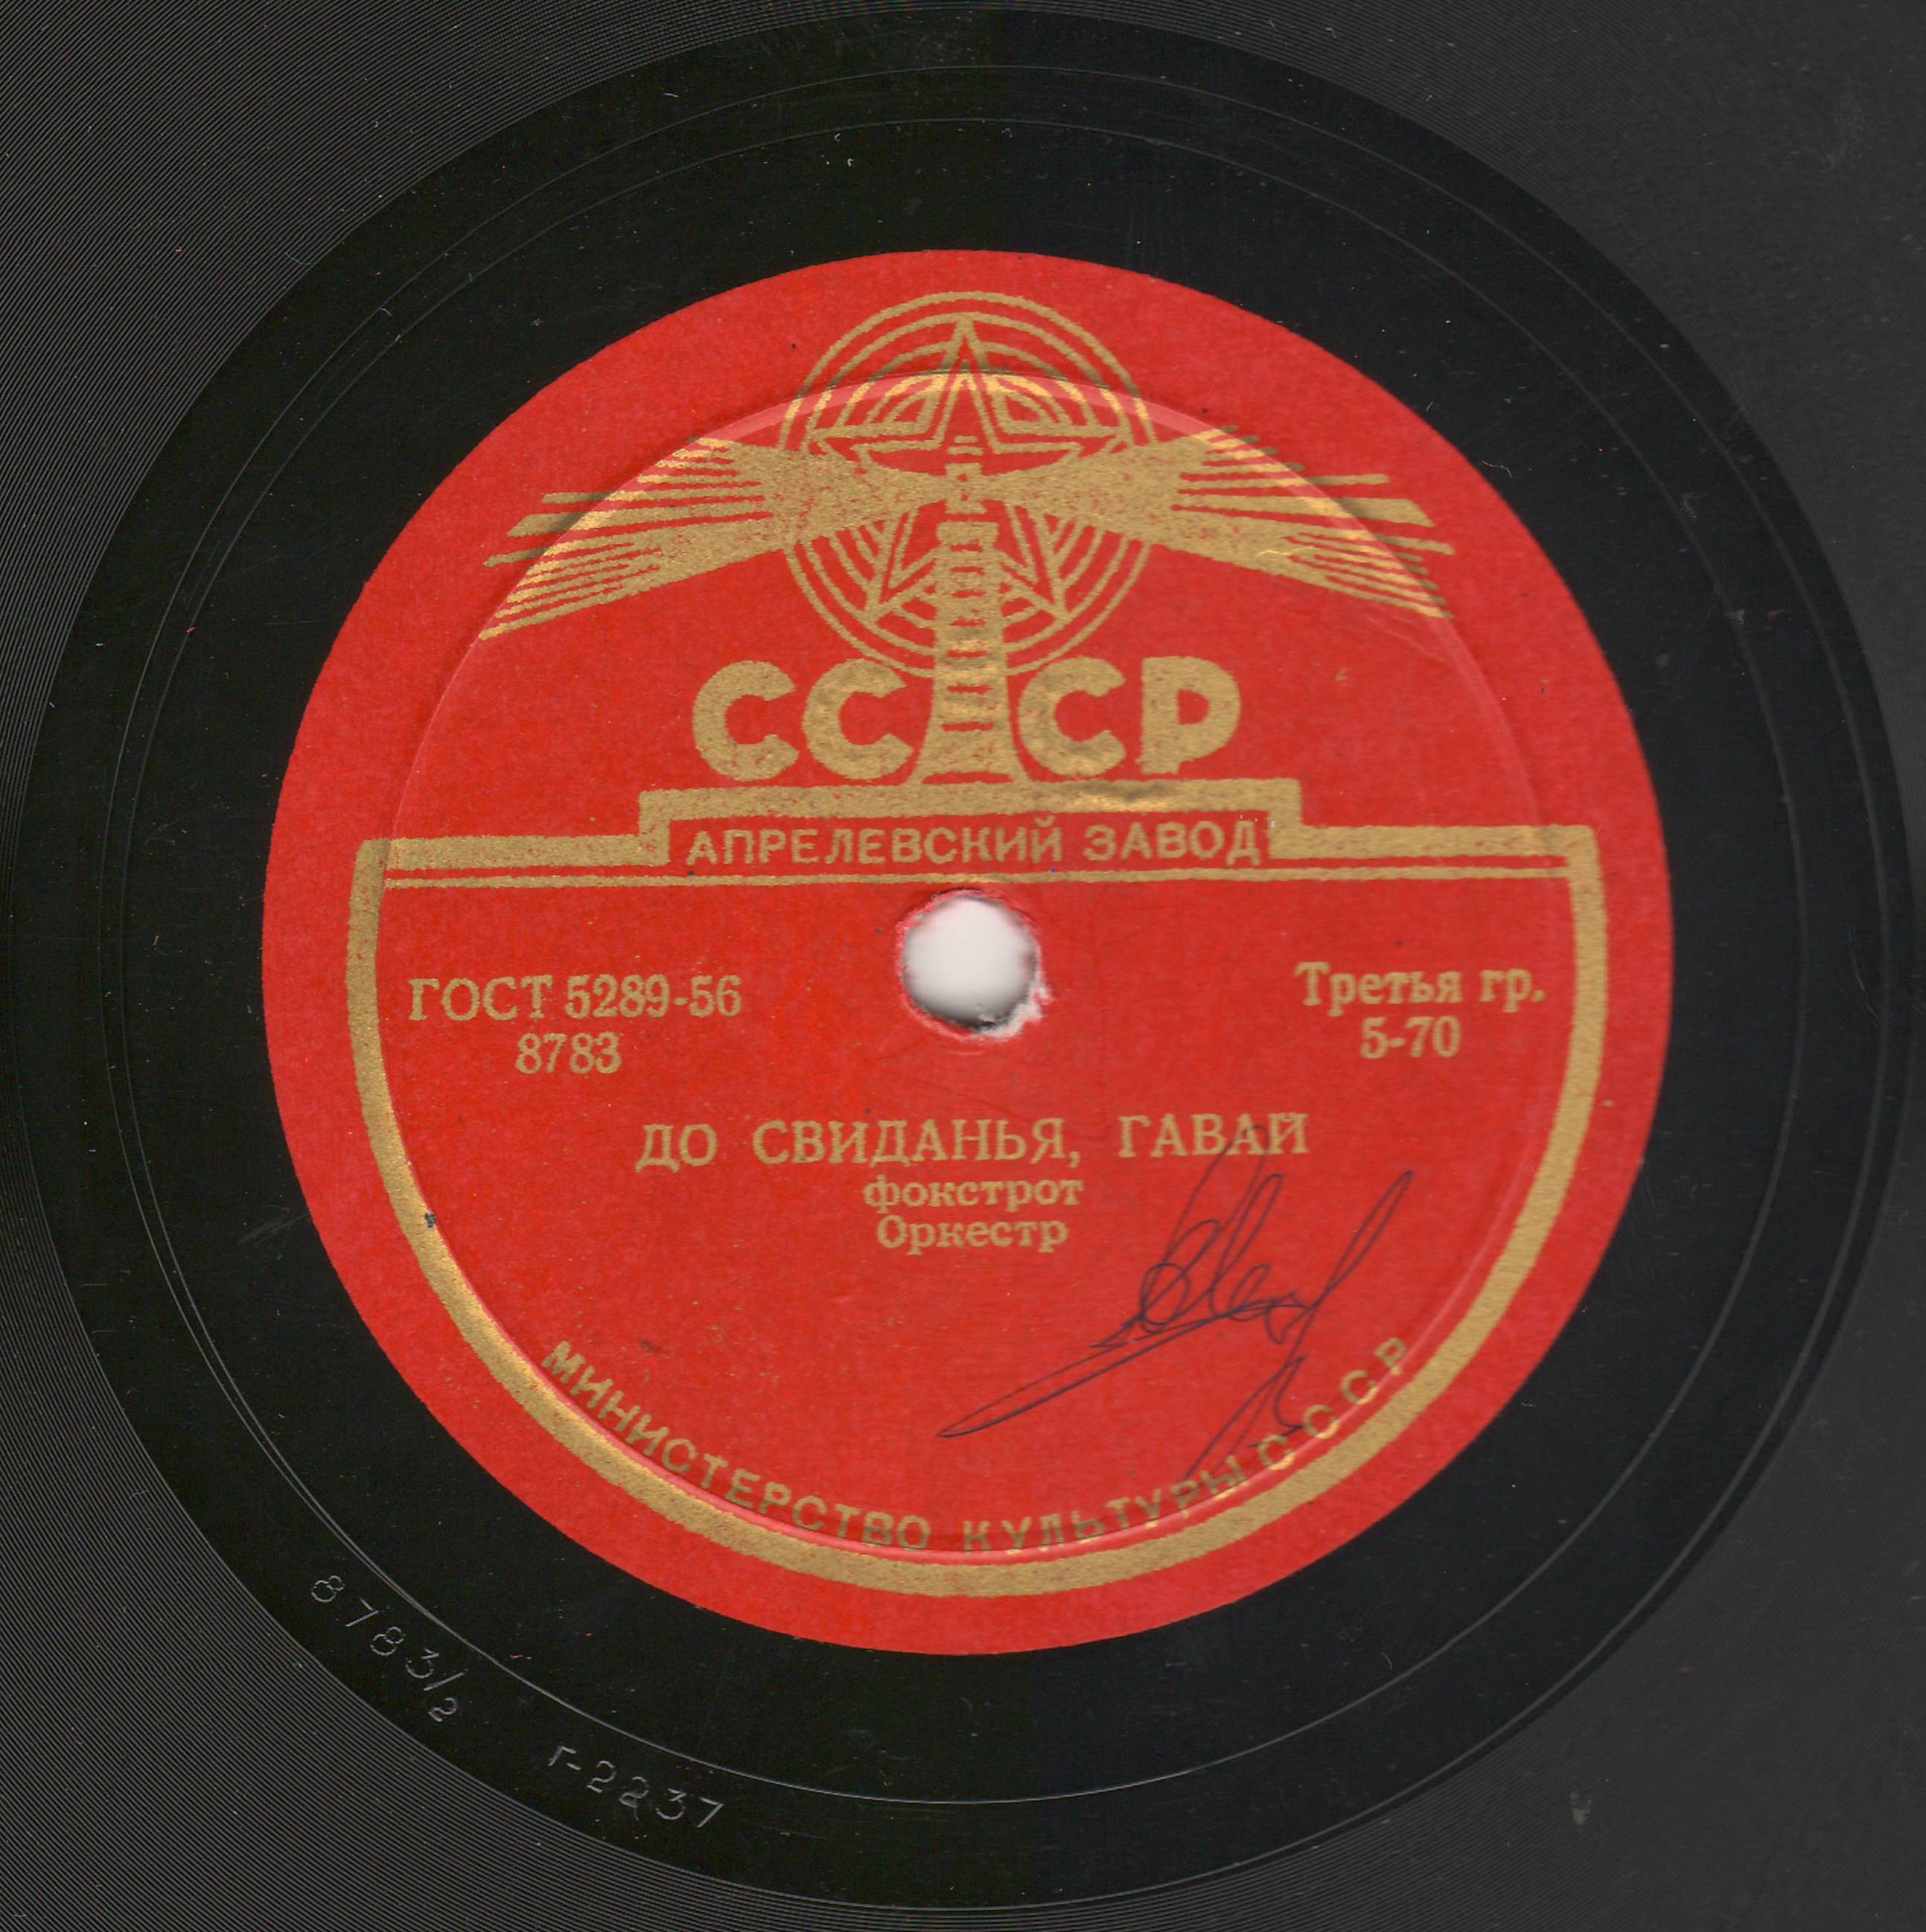 СССР
АПРЕЛЕВСКИЙ ЗАВОД
ГОСТ 5289-56
8783
Третья гр.
5-70
ДО СВИДАНЬЯ, ГАВАЙ
фокстрот
Оркестр
МИНИСТЕРСТВО КУЛЬТУРЫ СССР
8783/2 г-2237